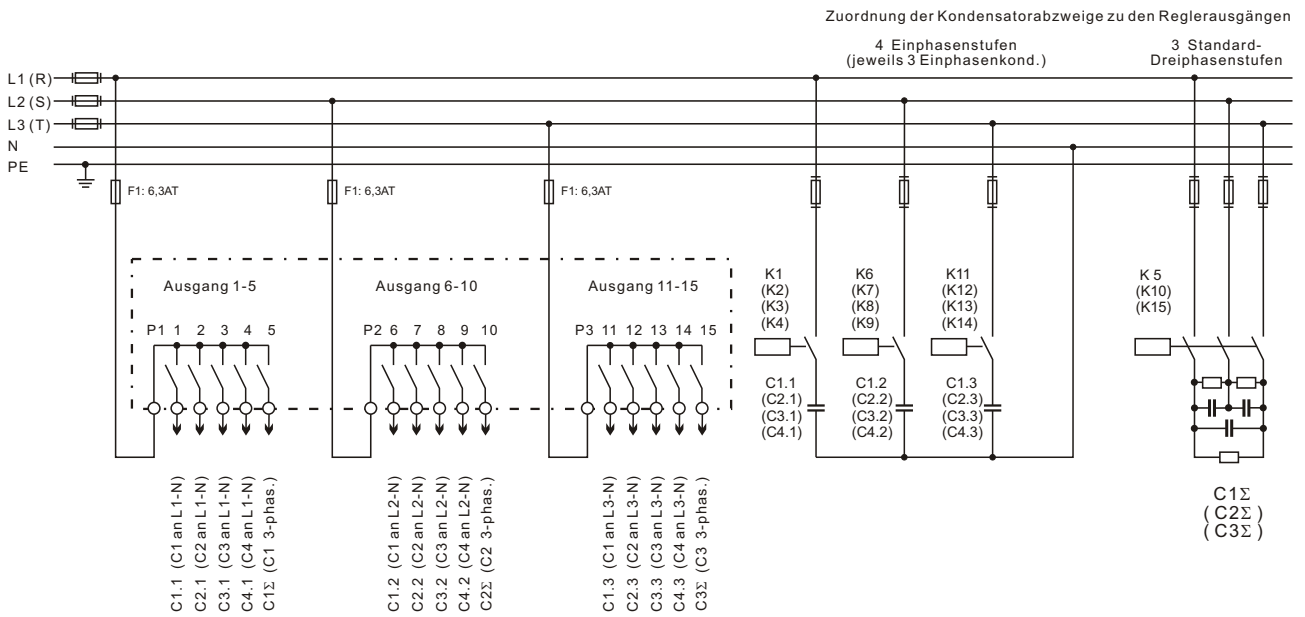 Zuordnung der Kondensatorabzweige zu den Reglerausgängen
4 Einphasenstufen
(jeweils 3 Einphasenkond.)
3 Standard-
Dreiphasenstufen
L1 (R)
L2 (S)
L3 (T)
N
PE
F1: 6,3AT
F1: 6,3AT
F1: 6,3AT
Ausgang 1-5
Ausgang 6-10
Ausgang 11-15
P1 1 2 3 4 5
P2 6 7 8 9 10
P3 11 12 13 14 15
K1
(K2)
(K3)
(K4)
K6
(K7)
(K8)
(K9)
K11
(K12)
(K13)
(K14)
K 5
(K10)
(K15)
C1.1
(C2.1)
(C3.1)
(C4.1)
C1.2
(C2.2)
(C3.2)
(C4.2)
C1.3
(C2.3)
(C3.3)
(C4.3)
C1Σ
( C2Σ )
( C3Σ )
C1.1 (C1 an L1-N)
C2.1 (C2 an L1-N)
C3.1 (C3 an L1-N)
C4.1 (C4 an L1-N)
C1Σ (C1 3-phas.)
C1.2 (C1 an L2-N)
C2.2 (C2 an L2-N)
C3.2 (C3 an L2-N)
C4.2 (C4 an L2-N)
C2Σ (C2 3-phas.)
C1.3 (C1 an L3-N)
C2.3 (C2 an L3-N)
C3.3 (C3 an L3-N)
C4.3 (C4 an L3-N)
C3Σ (C3 3-phas.)